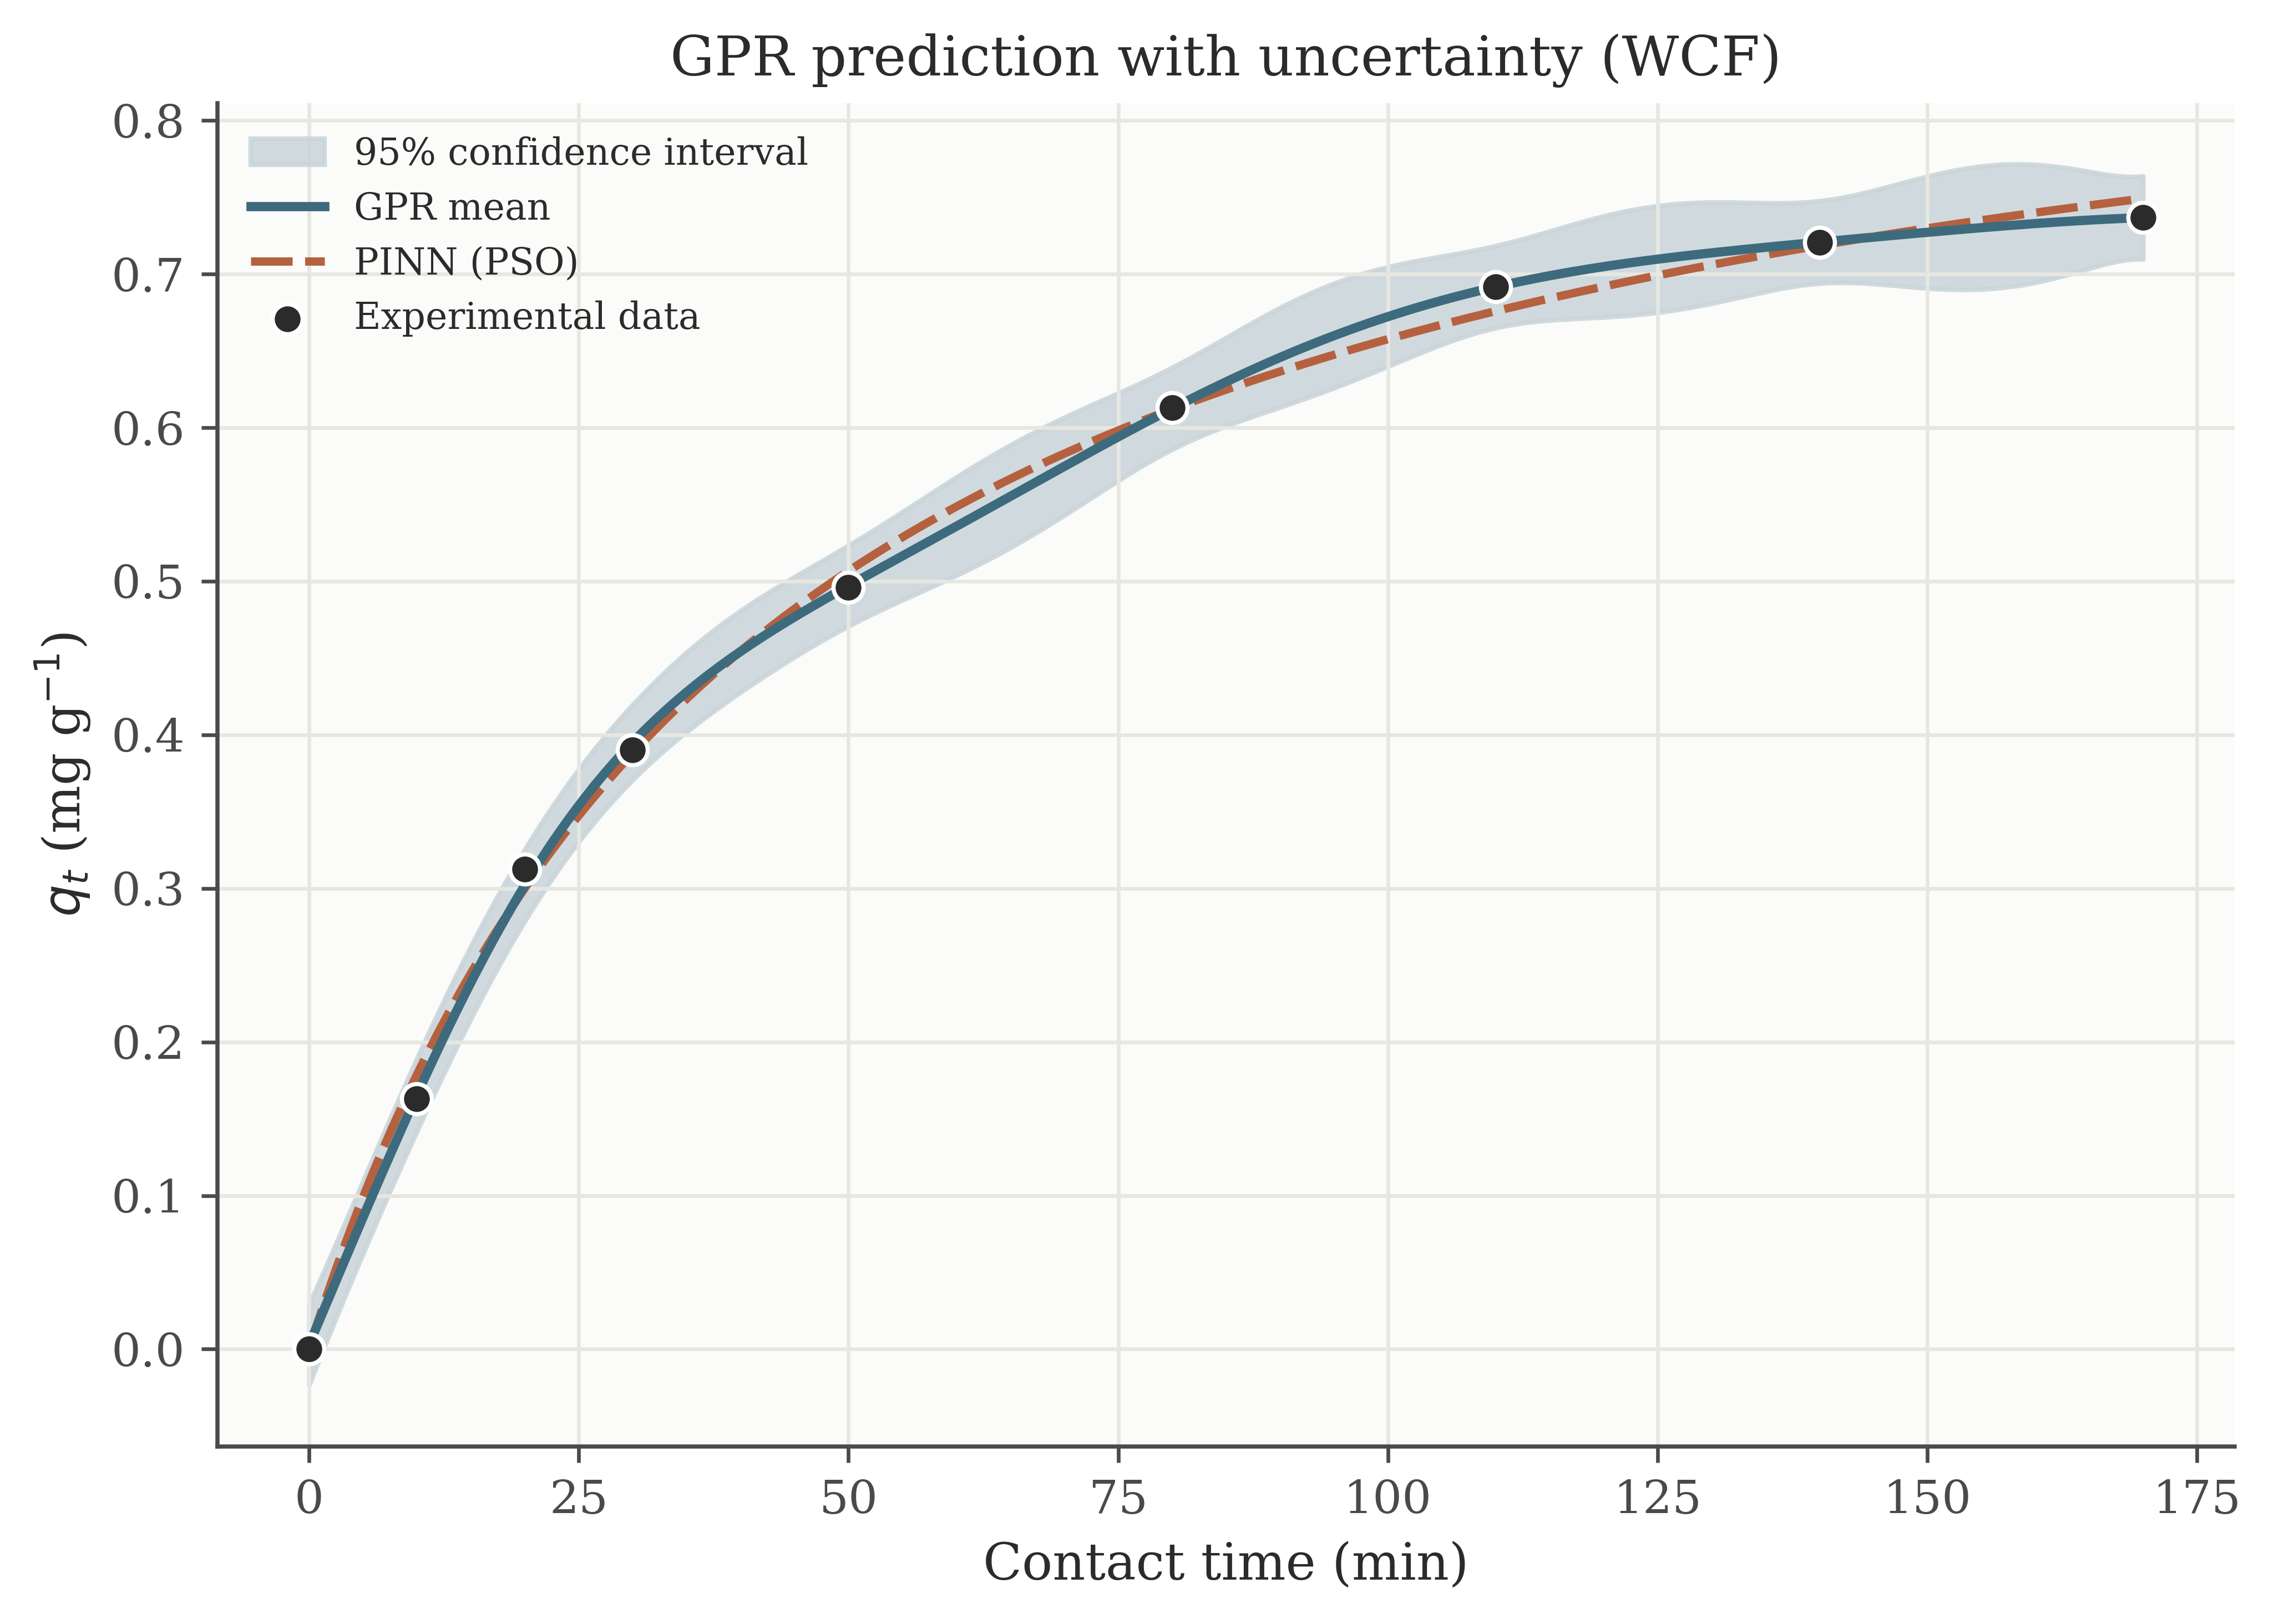 GPR prediction with uncertainty (WCF)
95% confidence interval
GPR mean
PINN (PSO)
Experimental data
0.8
0.7
0.6
0.5
0.4
0.3
0.2
0.1
0.0
q_t (mg g⁻¹)
0 25 50 75 100 125 150 175
Contact time (min)